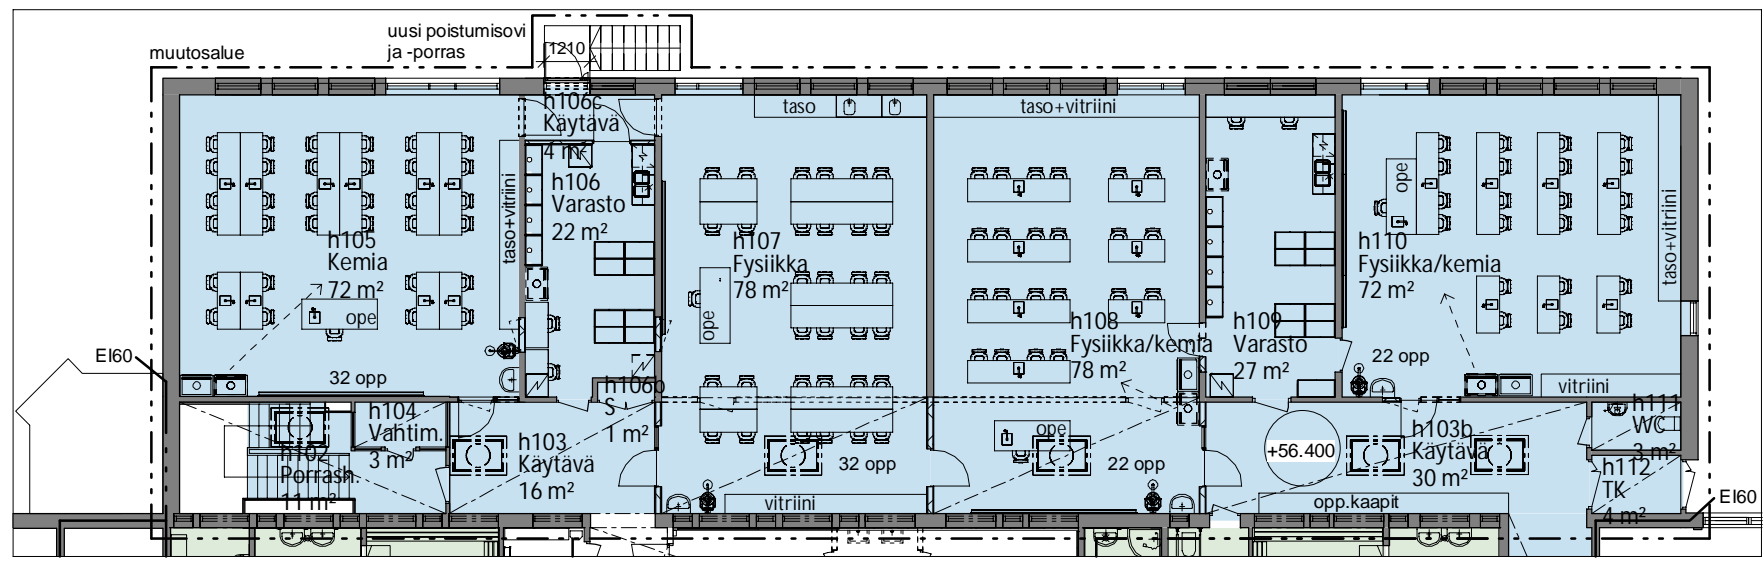 uusi poistumisovi
ja -porras
muutosalue
1210
h106c
Käytävä
4 m²
taso
taso+vitriini
ope
taso+vitriini
taso+vitriini
h106
Varasto
22 m²
h105
Kemia
72 m²
ope
h107
Fysiikka
78 m²
ope
h110
Fysiikka/kemia
72 m²
h108
Fysiikka/kemia
78 m²
h109
Varasto
27 m²
EI60
32 opp
22 opp
vitriini
h106b
S
1 m²
h104
Vahtim.
3 m²
h102
Porrash.
11 m²
h103
Käytävä
16 m²
32 opp
ope
22 opp
+56.400
h103b
Käytävä
30 m²
h111
WC
3 m²
h112
TK
4 m²
vitriini
opp.kaapit
EI60